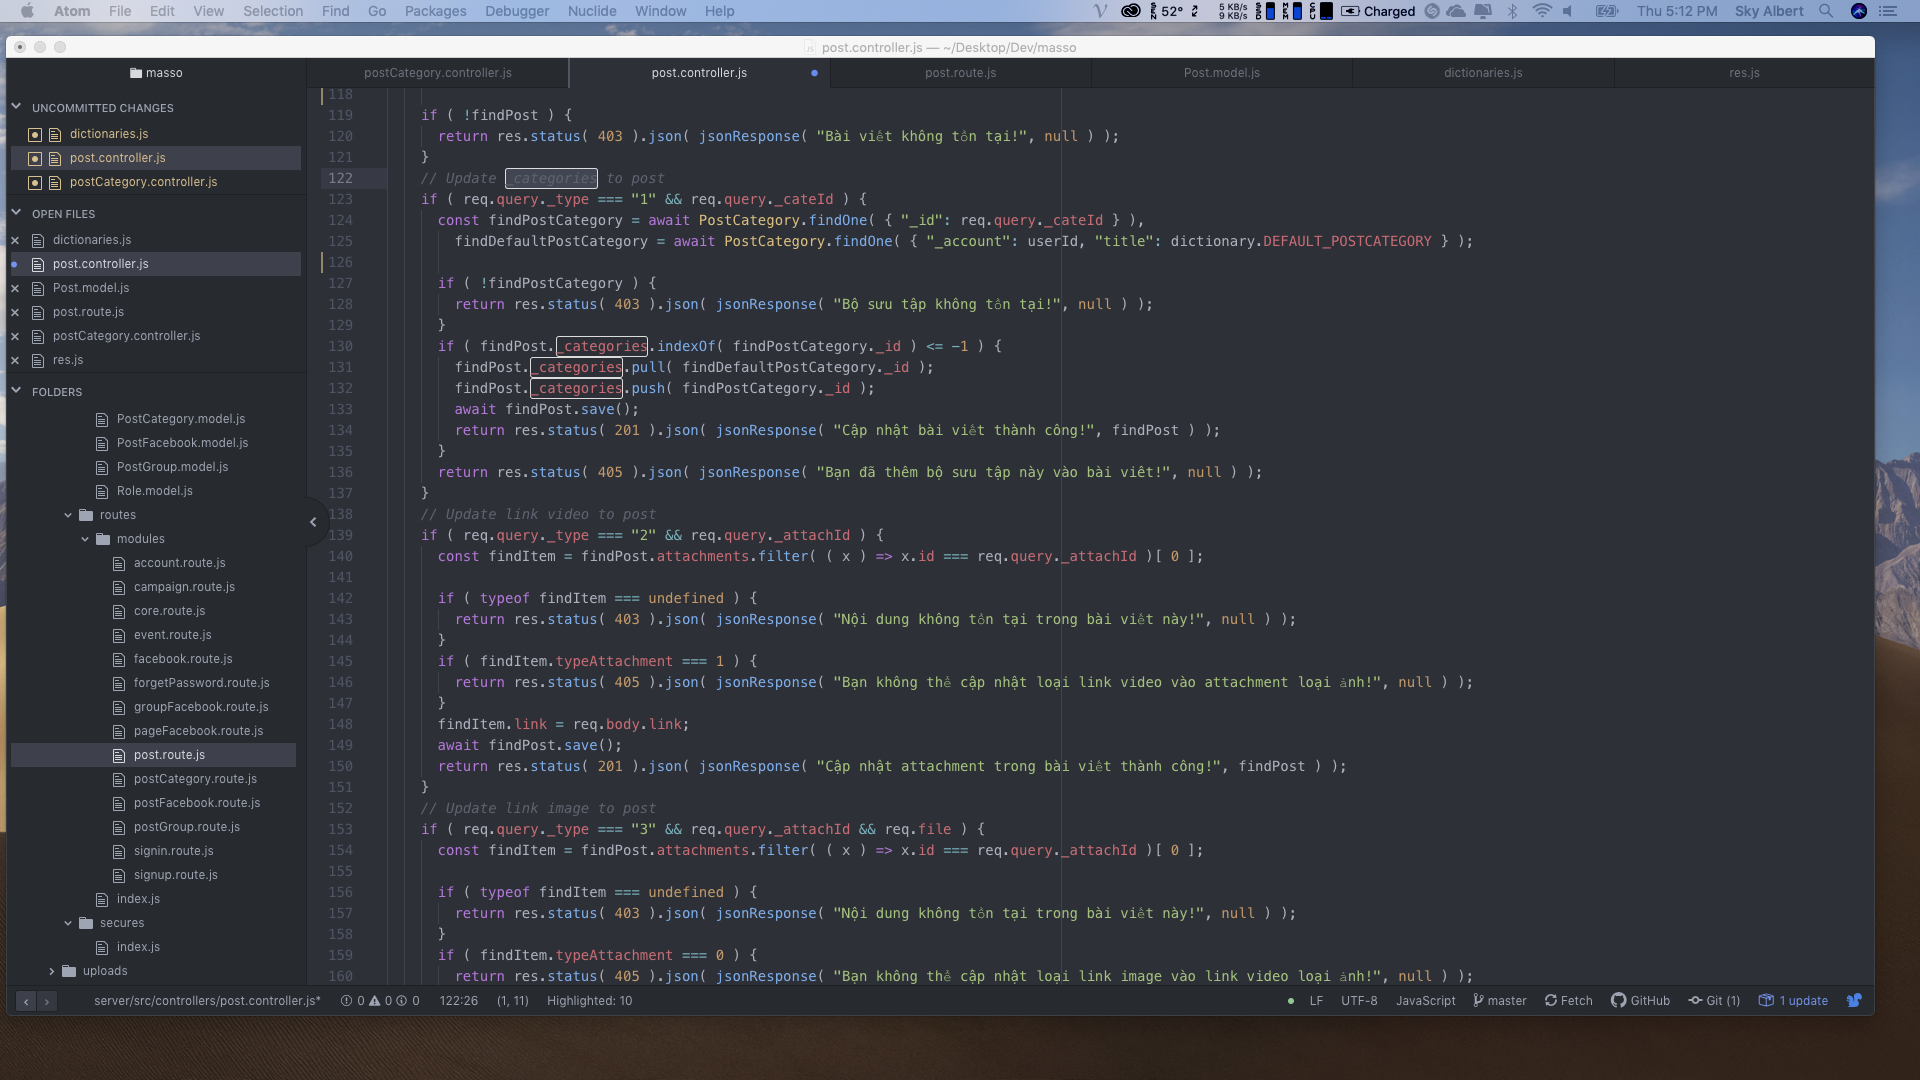 Atom File Edit View Selection Find Go Packages Debugger Nuclide Window Help 52° 5 KB/s 9 KB/s Charged Thu 5:12 PM Sky Albert
post.controller.js — ~/Desktop/Dev/masso
masso
postCategory.controller.js post.controller.js post.route.js Post.model.js dictionaries.js res.js
UNCOMMITTED CHANGES
dictionaries.js
post.controller.js
postCategory.controller.js
OPEN FILES
dictionaries.js
post.controller.js
Post.model.js
post.route.js
postCategory.controller.js
res.js
FOLDERS
PostCategory.model.js
PostFacebook.model.js
PostGroup.model.js
Role.model.js
routes
modules
account.route.js
campaign.route.js
core.route.js
event.route.js
facebook.route.js
forgetPassword.route.js
groupFacebook.route.js
pageFacebook.route.js
post.route.js
postCategory.route.js
postFacebook.route.js
postGroup.route.js
signin.route.js
signup.route.js
index.js
secures
index.js
uploads
118
119 if ( !findPost ) {
120 return res.status( 403 ).json( jsonResponse( "Bài viết không tồn tại!", null ) );
121 }
122 // Update _categories to post
123 if ( req.query._type === "1" && req.query._cateId ) {
124 const findPostCategory = await PostCategory.findOne( { "_id": req.query._cateId } ),
125 findDefaultPostCategory = await PostCategory.findOne( { "_account": userId, "title": dictionary.DEFAULT_POSTCATEGORY } );
126
127 if ( !findPostCategory ) {
128 return res.status( 403 ).json( jsonResponse( "Bộ sưu tập không tồn tại!", null ) );
129 }
130 if ( findPost._categories.indexOf( findPostCategory._id ) <= -1 ) {
131 findPost._categories.pull( findDefaultPostCategory._id );
132 findPost._categories.push( findPostCategory._id );
133 await findPost.save();
134 return res.status( 201 ).json( jsonResponse( "Cập nhật bài viết thành công!", findPost ) );
135 }
136 return res.status( 405 ).json( jsonResponse( "Bạn đã thêm bộ sưu tập này vào bài viêt!", null ) );
137 }
138 // Update link video to post
139 if ( req.query._type === "2" && req.query._attachId ) {
140 const findItem = findPost.attachments.filter( ( x ) => x.id === req.query._attachId )[ 0 ];
141
142 if ( typeof findItem === undefined ) {
143 return res.status( 403 ).json( jsonResponse( "Nội dung không tồn tại trong bài viết này!", null ) );
144 }
145 if ( findItem.typeAttachment === 1 ) {
146 return res.status( 405 ).json( jsonResponse( "Bạn không thể cập nhật loại link video vào attachment loại ảnh!", null ) );
147 }
148 findItem.link = req.body.link;
149 await findPost.save();
150 return res.status( 201 ).json( jsonResponse( "Cập nhật attachment trong bài viết thành công!", findPost ) );
151 }
152 // Update link image to post
153 if ( req.query._type === "3" && req.query._attachId && req.file ) {
154 const findItem = findPost.attachments.filter( ( x ) => x.id === req.query._attachId )[ 0 ];
155
156 if ( typeof findItem === undefined ) {
157 return res.status( 403 ).json( jsonResponse( "Nội dung không tồn tại trong bài viết này!", null ) );
158 }
159 if ( findItem.typeAttachment === 0 ) {
160 return res.status( 405 ).json( jsonResponse( "Bạn không thể cập nhật loại link image vào link video loại ảnh!", null ) );
server/src/controllers/post.controller.js* 0 0 0 122:26 (1, 11) Highlighted: 10 LF UTF-8 JavaScript master Fetch GitHub Git (1) 1 update